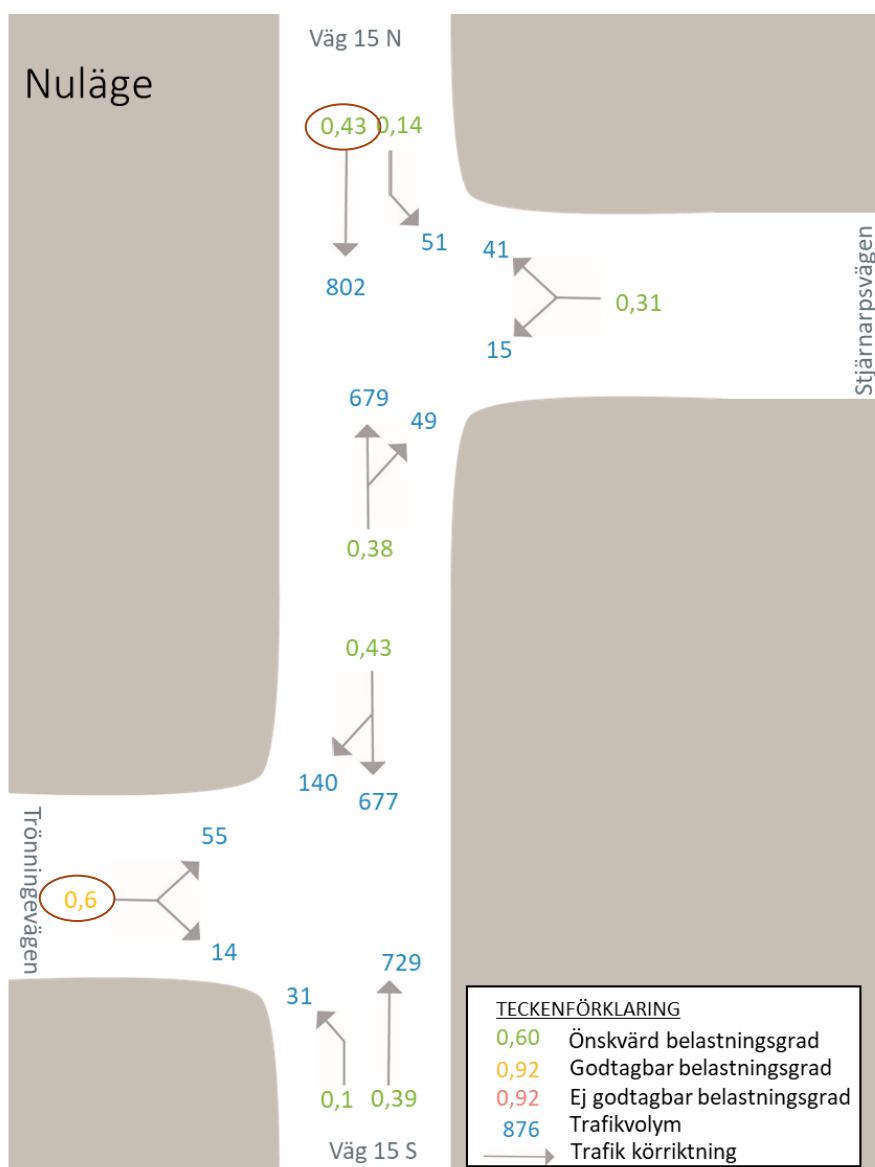 Väg 15 N
Nuläge
0,43 0,14
51
41
802
0,31
15
Stjärnarpsvägen
679
49
0,38
0,43
140
677
Trönningevägen
55
0,6
14
729
31
0,1 0,39
Väg 15 S
TECKENFÖRKLARING
0,60 Önskvärd belastningsgrad
0,92 Godtagbar belastningsgrad
0,92 Ej godtagbar belastningsgrad
876 Trafikvolym
Trafik körriktning